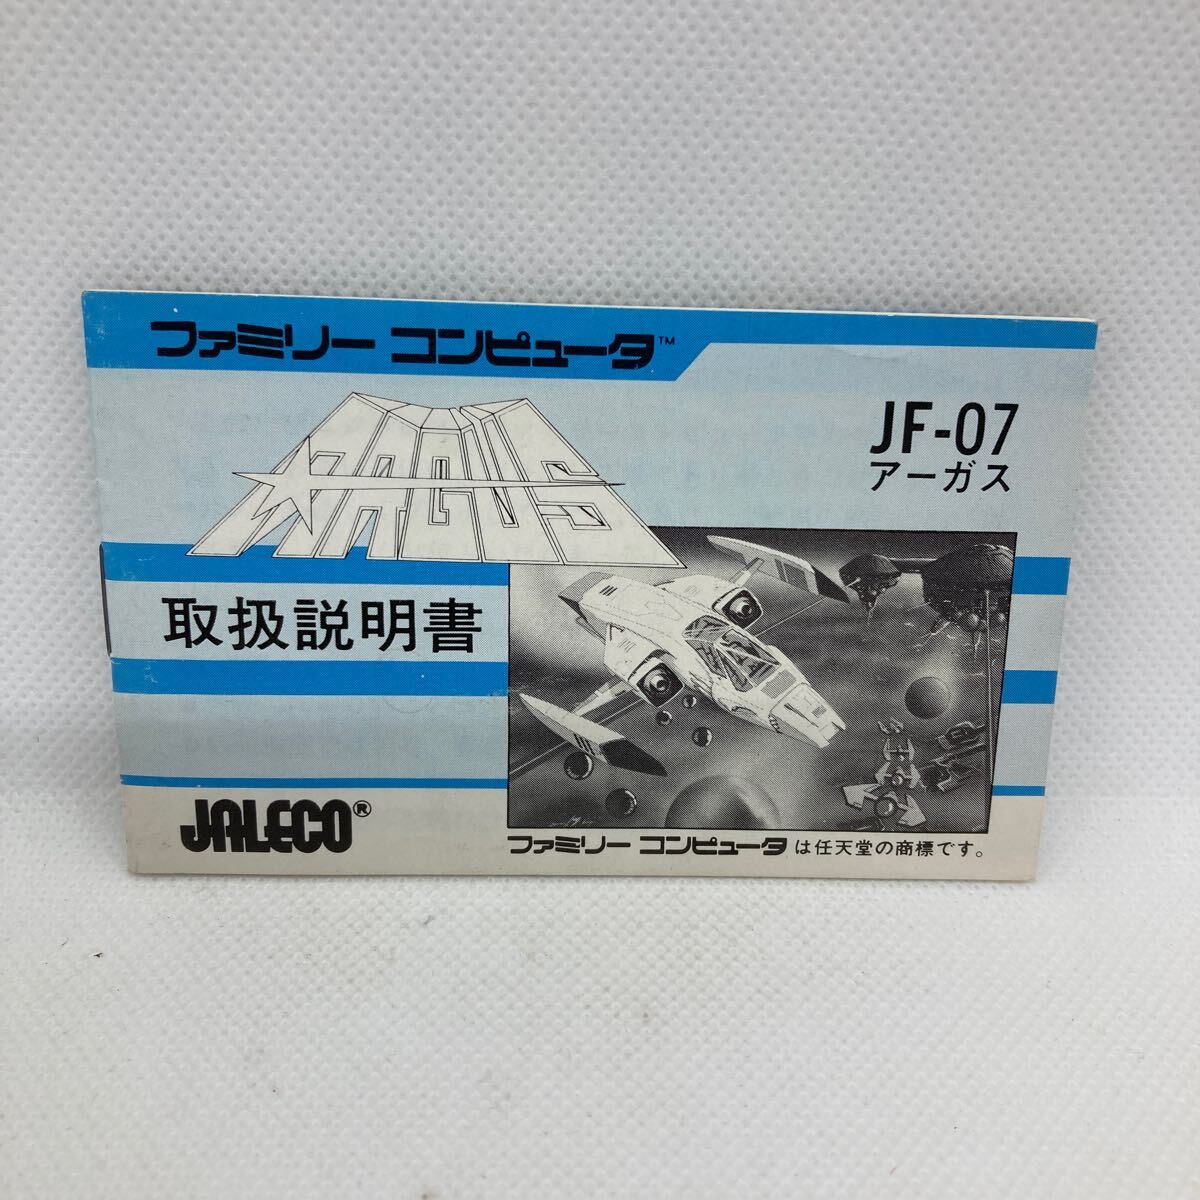 ファミリー コンピュータ™
ARGUS
JF-07
アーガス
取扱説明書
JALECO®
ファミリー コンピュータは任天堂の商標です。